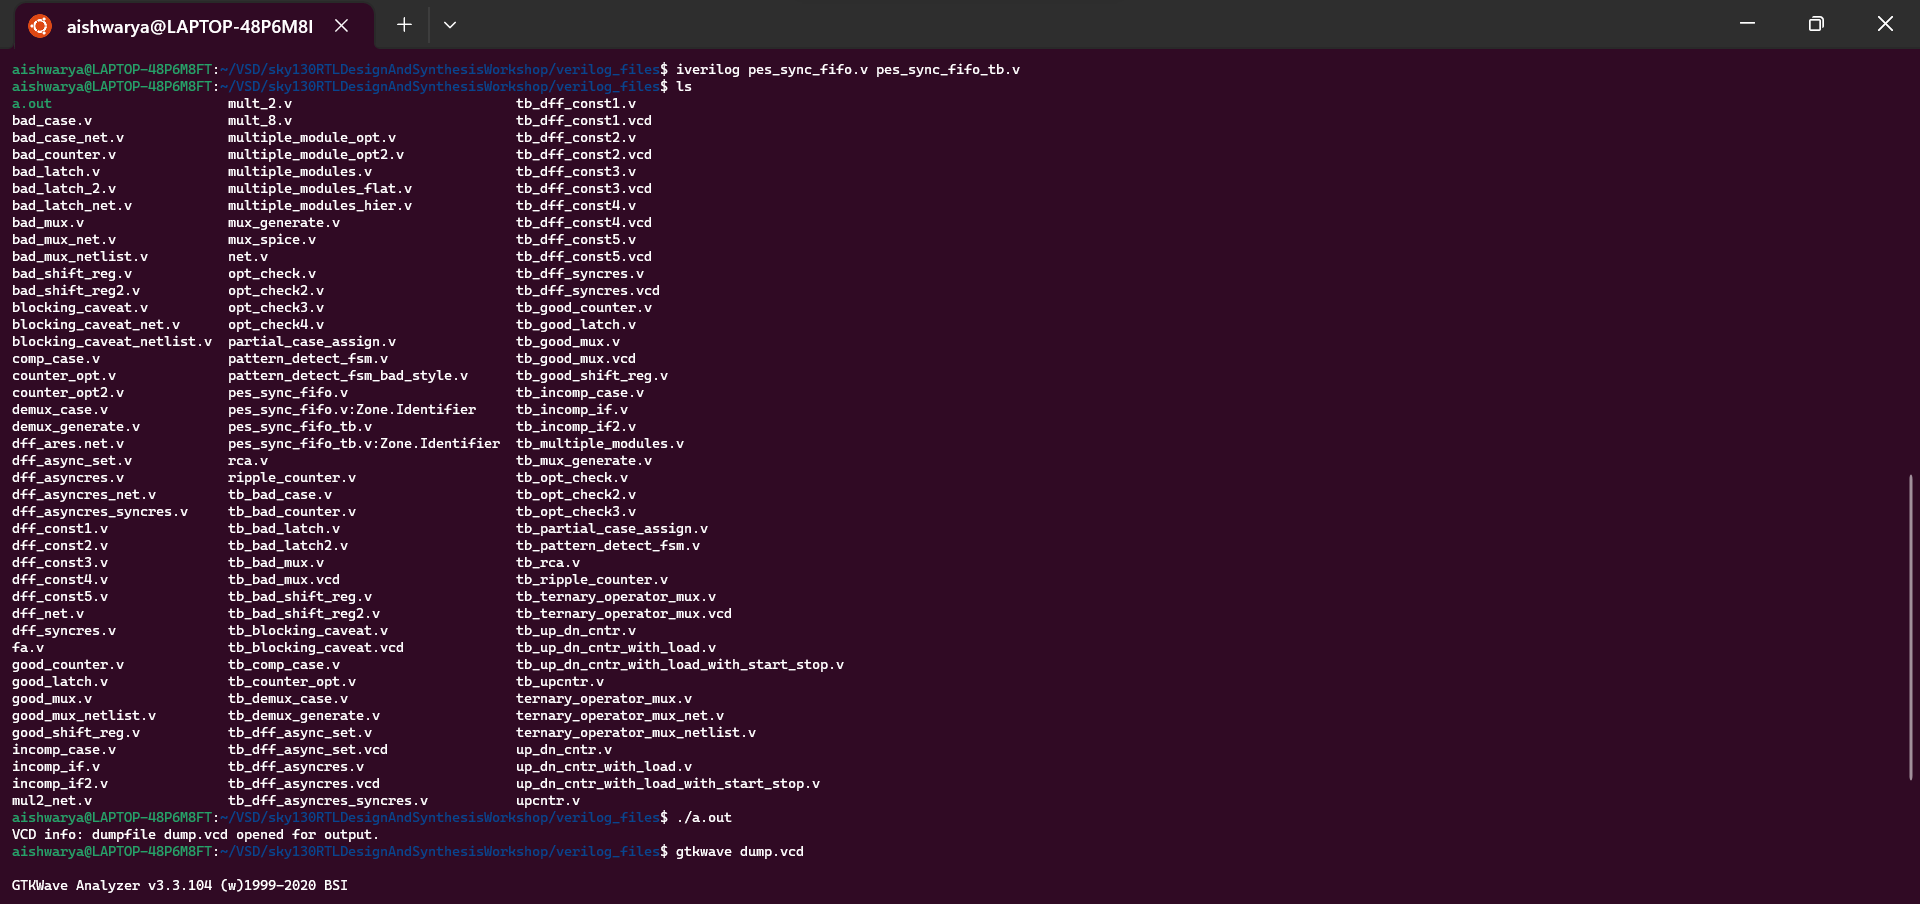 aishwarya@LAPTOP-48P6M8I
aishwarya@LAPTOP-48P6M8FT:~/VSD/sky130RTLDesignAndSynthesisWorkshop/verilog_files$ iverilog pes_sync_fifo.v pes_sync_fifo_tb.v
aishwarya@LAPTOP-48P6M8FT:~/VSD/sky130RTLDesignAndSynthesisWorkshop/verilog_files$ ls
a.out mult_2.v tb_dff_const1.v
bad_case.v mult_8.v tb_dff_const1.vcd
bad_case_net.v multiple_module_opt.v tb_dff_const2.v
bad_counter.v multiple_module_opt2.v tb_dff_const2.vcd
bad_latch.v multiple_modules.v tb_dff_const3.v
bad_latch_2.v multiple_modules_flat.v tb_dff_const3.vcd
bad_latch_net.v multiple_modules_hier.v tb_dff_const4.v
bad_mux.v mux_generate.v tb_dff_const4.vcd
bad_mux_net.v mux_spice.v tb_dff_const5.v
bad_mux_netlist.v net.v tb_dff_const5.vcd
bad_shift_reg.v opt_check.v tb_dff_syncres.v
bad_shift_reg2.v opt_check2.v tb_dff_syncres.vcd
blocking_caveat.v opt_check3.v tb_good_counter.v
blocking_caveat_net.v opt_check4.v tb_good_latch.v
blocking_caveat_netlist.v partial_case_assign.v tb_good_mux.v
comp_case.v pattern_detect_fsm.v tb_good_mux.vcd
counter_opt.v pattern_detect_fsm_bad_style.v tb_good_shift_reg.v
counter_opt2.v pes_sync_fifo.v tb_incomp_case.v
demux_case.v pes_sync_fifo.v:Zone.Identifier tb_incomp_if.v
demux_generate.v pes_sync_fifo_tb.v tb_incomp_if2.v
dff_ares.net.v pes_sync_fifo_tb.v:Zone.Identifier tb_multiple_modules.v
dff_async_set.v rca.v tb_mux_generate.v
dff_asyncres.v ripple_counter.v tb_opt_check.v
dff_asyncres_net.v tb_bad_case.v tb_opt_check2.v
dff_asyncres_syncres.v tb_bad_counter.v tb_opt_check3.v
dff_const1.v tb_bad_latch.v tb_partial_case_assign.v
dff_const2.v tb_bad_latch2.v tb_pattern_detect_fsm.v
dff_const3.v tb_bad_mux.v tb_rca.v
dff_const4.v tb_bad_mux.vcd tb_ripple_counter.v
dff_const5.v tb_bad_shift_reg.v tb_ternary_operator_mux.v
dff_net.v tb_bad_shift_reg2.v tb_ternary_operator_mux.vcd
dff_syncres.v tb_blocking_caveat.v tb_up_dn_cntr.v
fa.v tb_blocking_caveat.vcd tb_up_dn_cntr_with_load.v
good_counter.v tb_comp_case.v tb_up_dn_cntr_with_load_with_start_stop.v
good_latch.v tb_counter_opt.v tb_upcntr.v
good_mux.v tb_demux_case.v ternary_operator_mux.v
good_mux_netlist.v tb_demux_generate.v ternary_operator_mux_net.v
good_shift_reg.v tb_dff_async_set.v ternary_operator_mux_netlist.v
incomp_case.v tb_dff_async_set.vcd up_dn_cntr.v
incomp_if.v tb_dff_asyncres.v up_dn_cntr_with_load.v
incomp_if2.v tb_dff_asyncres.vcd up_dn_cntr_with_load_with_start_stop.v
mul2_net.v tb_dff_asyncres_syncres.v upcntr.v
aishwarya@LAPTOP-48P6M8FT:~/VSD/sky130RTLDesignAndSynthesisWorkshop/verilog_files$ ./a.out
VCD info: dumpfile dump.vcd opened for output.
aishwarya@LAPTOP-48P6M8FT:~/VSD/sky130RTLDesignAndSynthesisWorkshop/verilog_files$ gtkwave dump.vcd
GTKWave Analyzer v3.3.104 (w)1999-2020 BSI